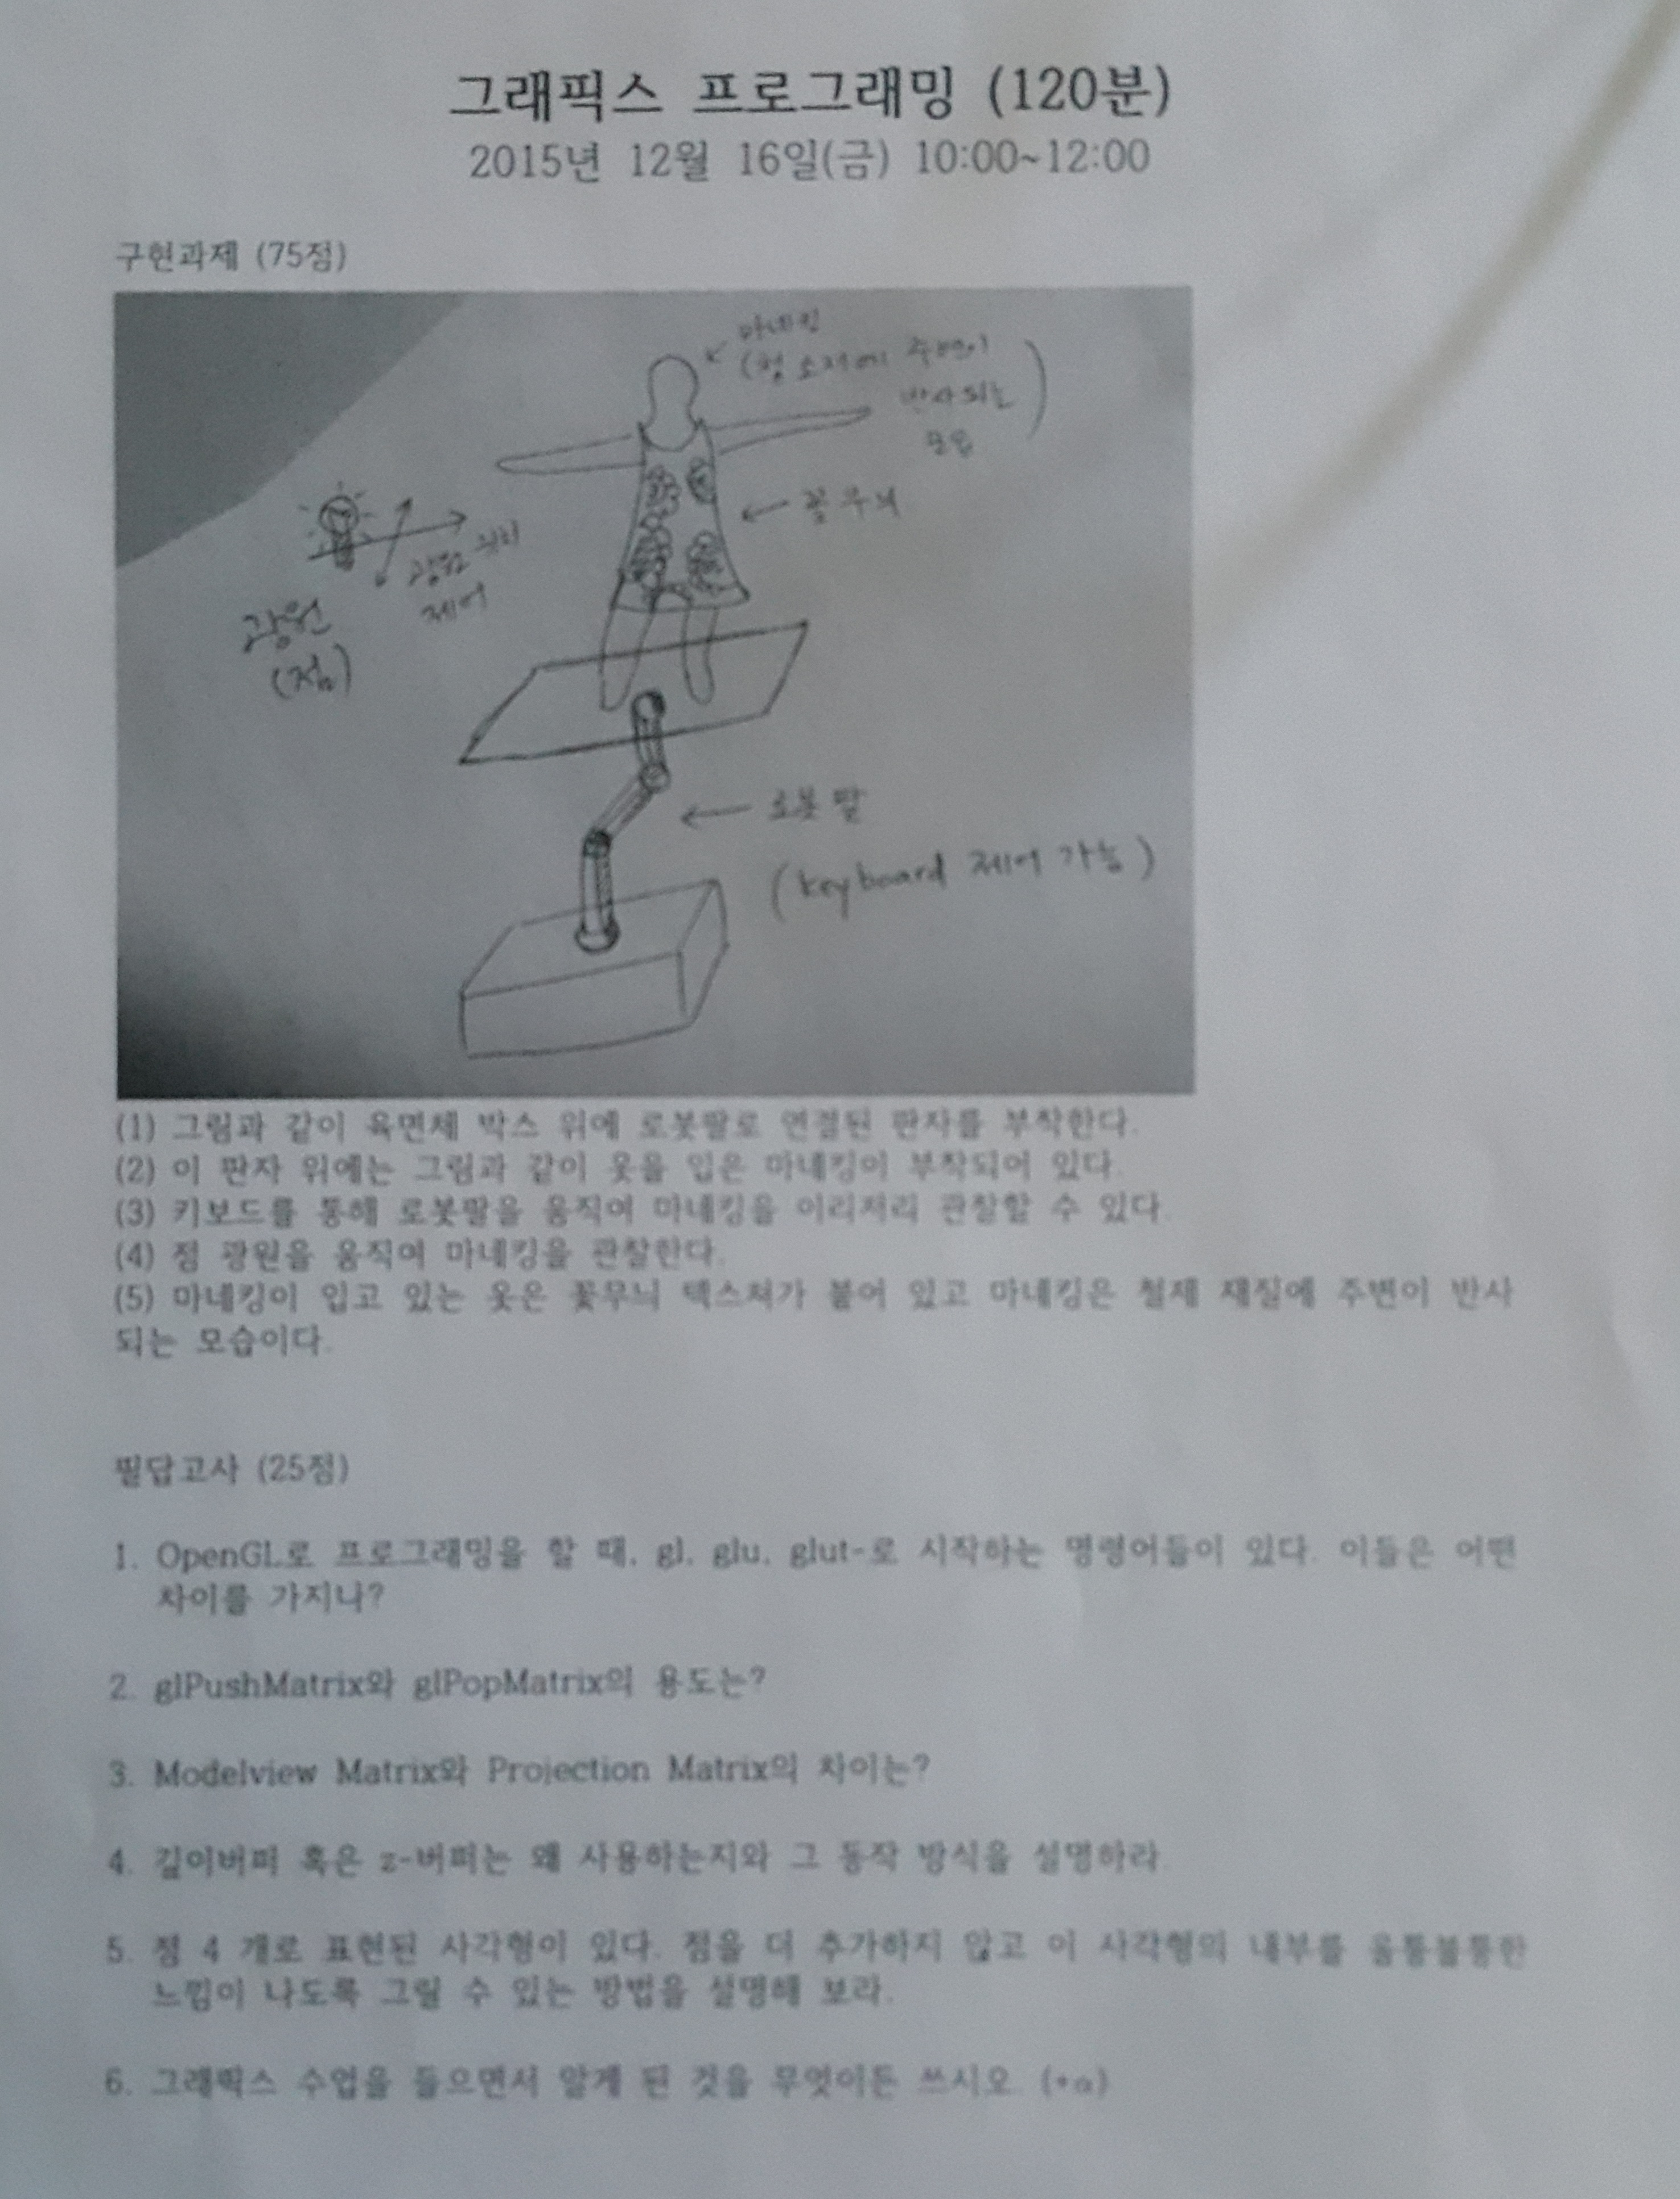 그래픽스 프로그래밍 (120분)
2015년 12월 16일(금) 10:00~12:00
구현과제 (75점)
마네킹
(철 소재에 주변이
반사되는
모습)
꽃무늬
광원 위치
제어
광원
(점)
로봇 팔
(keyboard 제어 가능)
(1) 그림과 같이 육면체 박스 위에 로봇팔로 연결된 판자를 부착한다.
(2) 이 판자 위에는 그림과 같이 옷을 입은 마네킹이 부착되어 있다.
(3) 키보드를 통해 로봇팔을 움직여 마네킹을 이리저리 관찰할 수 있다.
(4) 점 광원을 움직여 마네킹을 관찰한다.
(5) 마네킹이 입고 있는 옷은 꽃무늬 텍스쳐가 붙어 있고 마네킹은 철제 재질에 주변이 반사
되는 모습이다.
필답고사 (25점)
1. OpenGL로 프로그래밍을 할 때, gl, glu, glut-로 시작하는 명령어들이 있다. 이들은 어떤
차이를 가지나?
2. glPushMatrix와 glPopMatrix의 용도는?
3. Modelview Matrix와 Projection Matrix의 차이는?
4. 깊이버퍼 혹은 z-버퍼는 왜 사용하는지와 그 동작 방식을 설명하라.
5. 점 4 개로 표현된 사각형이 있다. 점을 더 추가하지 않고 이 사각형의 내부를 울퉁불퉁한
느낌이 나도록 그릴 수 있는 방법을 설명해 보라.
6. 그래픽스 수업을 들으면서 알게 된 것을 무엇이든 쓰시오. (+α)